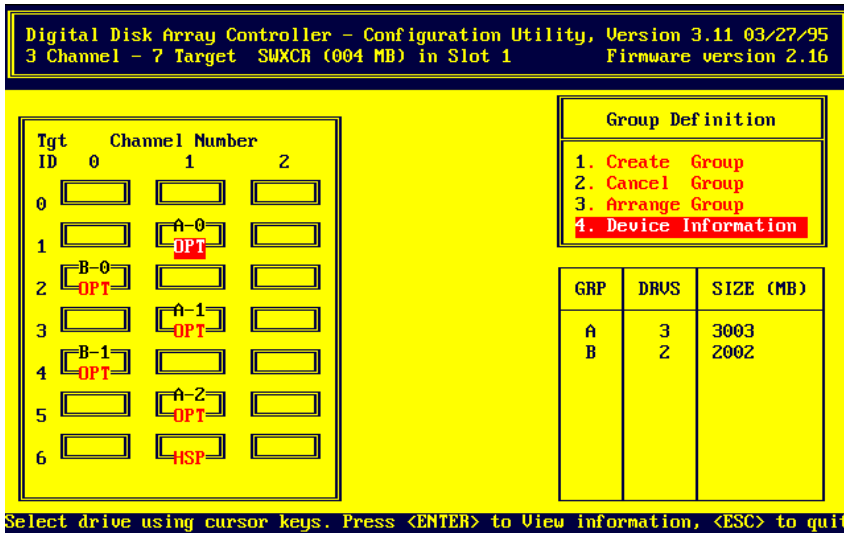 Digital Disk Array Controller - Configuration Utility, Version 3.11 03/27/95
3 Channel - 7 Target SWXCR (004 MB) in Slot 1 Firmware version 2.16
Tgt Channel Number
ID 0 1 2
0
A-0
1 OPT
B-0
2 OPT
A-1
3 OPT
B-1
4 OPT
A-2
5 OPT
6 HSP
Group Definition
1. Create Group
2. Cancel Group
3. Arrange Group
4. Device Information
GRP DRVS SIZE (MB)
A 3 3003
B 2 2002
Select drive using cursor keys. Press <ENTER> to View information, <ESC> to quit